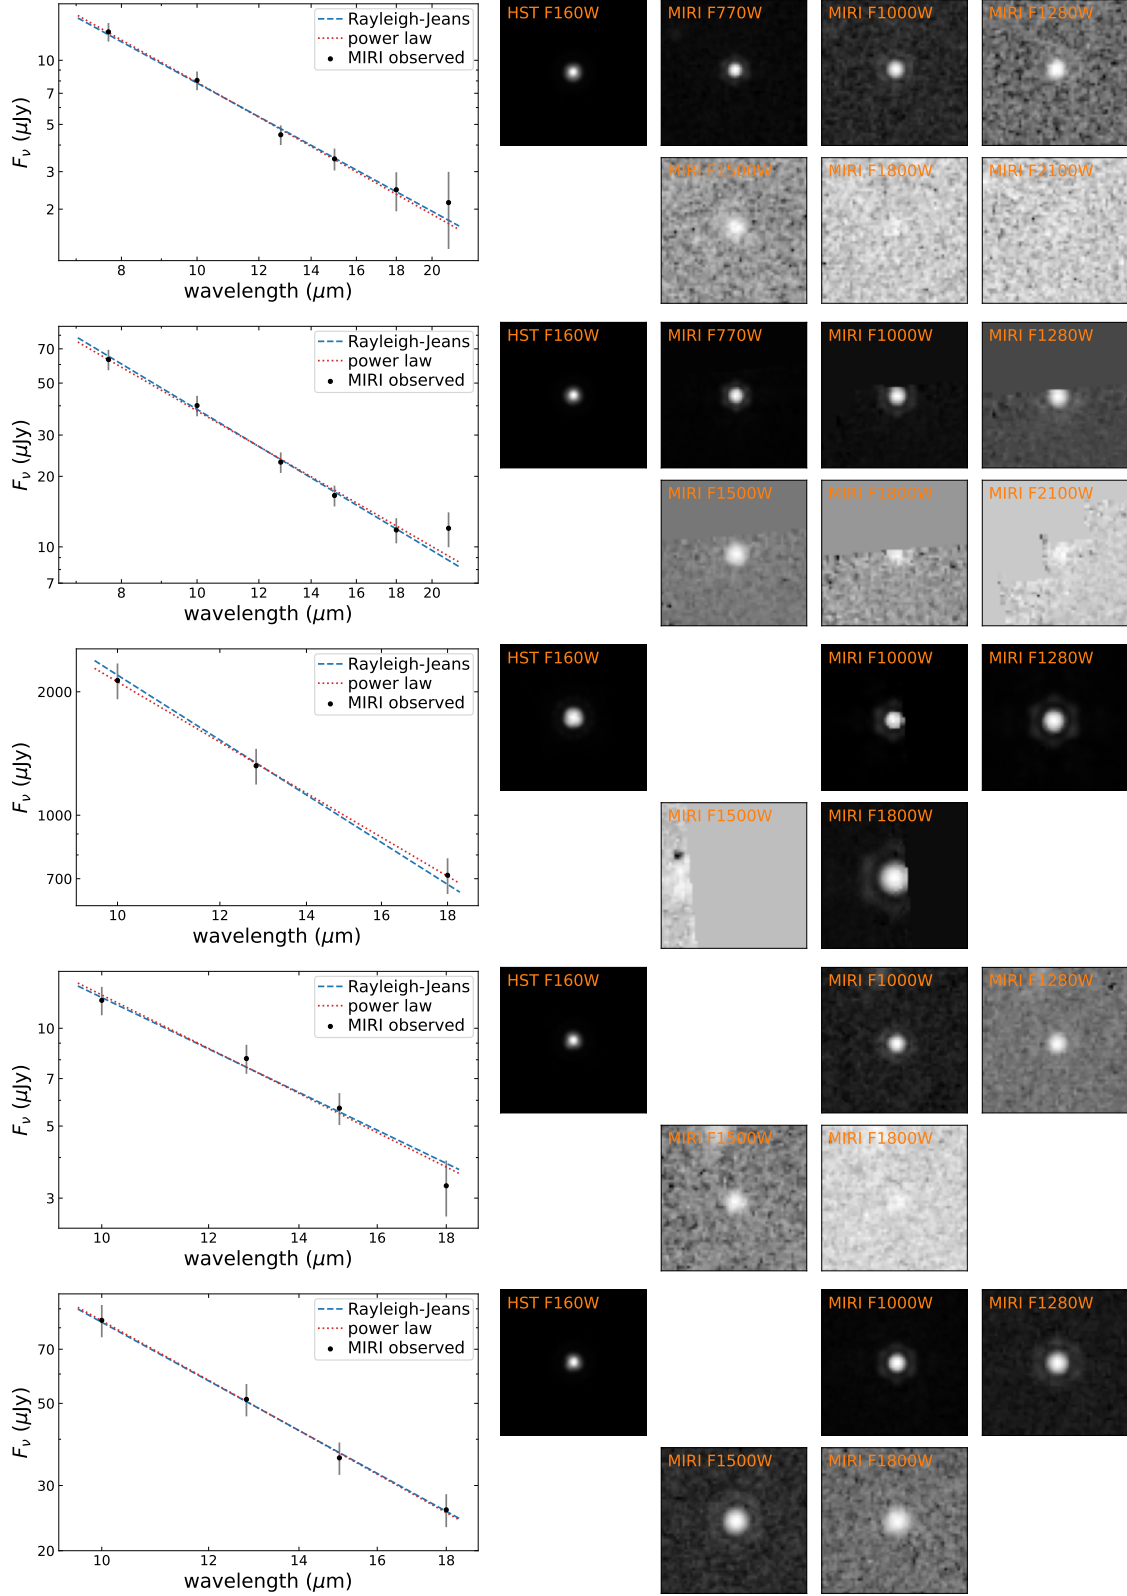 Rayleigh-Jeans
power law
MIRI observed
10
7
5
3
2
F_ν (μJy)
8 10 12 14 16 18 20
wavelength (μm)
HST F160W MIRI F770W MIRI F1000W MIRI F1280W
MIRI F1500W MIRI F1800W MIRI F2100W
Rayleigh-Jeans
power law
MIRI observed
70
50
30
20
10
7
F_ν (μJy)
8 10 12 14 16 18 20
wavelength (μm)
HST F160W MIRI F770W MIRI F1000W MIRI F1280W
MIRI F1500W MIRI F1800W MIRI F2100W
Rayleigh-Jeans
power law
MIRI observed
2000
1000
700
F_ν (μJy)
10 12 14 16 18
wavelength (μm)
HST F160W MIRI F1000W MIRI F1280W
MIRI F1500W MIRI F1800W
Rayleigh-Jeans
power law
MIRI observed
10
7
5
3
F_ν (μJy)
10 12 14 16 18
wavelength (μm)
HST F160W MIRI F1000W MIRI F1280W
MIRI F1500W MIRI F1800W
Rayleigh-Jeans
power law
MIRI observed
70
50
30
20
F_ν (μJy)
10 12 14 16 18
wavelength (μm)
HST F160W MIRI F1000W MIRI F1280W
MIRI F1500W MIRI F1800W